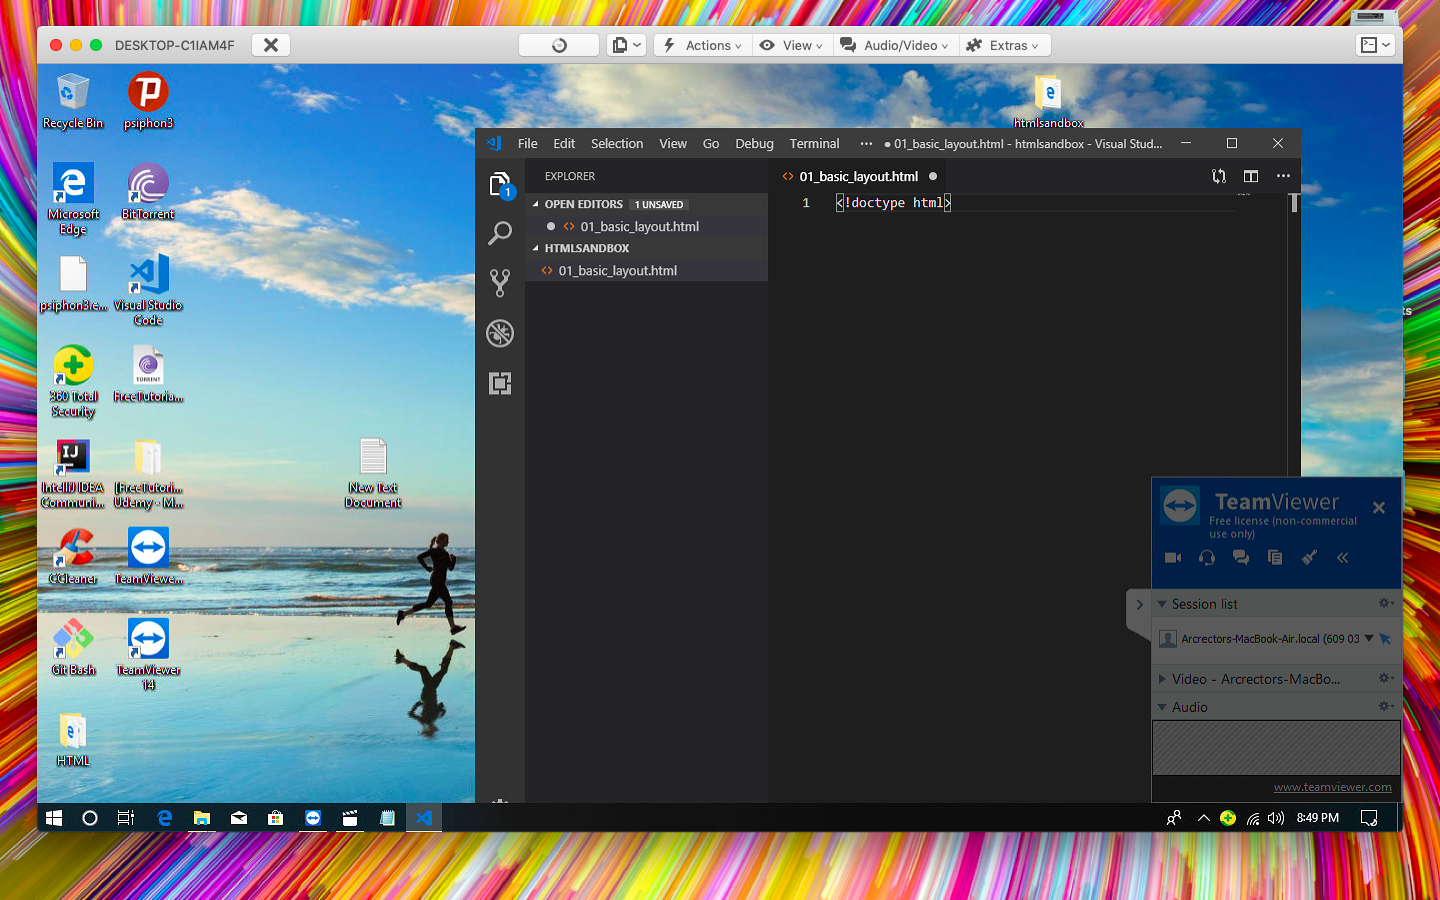 DESKTOP-C1IAM4F
Actions
View
Audio/Video
Extras
Recycle Bin
psiphon3
htmlsandbox
Microsoft
Edge
BitTorrent
psiphon3.e...
Visual Studio
Code
360 Total
Security
FreeTutoria...
TORRENT
IntelliJ IDEA
Communi...
[FreeTutori...
Udemy - M...
New Text
Document
CCleaner
TeamViewe...
Git Bash
TeamViewer
14
HTML
File Edit Selection View Go Debug Terminal ... ● 01_basic_layout.html - htmlsandbox - Visual Stud...
1
EXPLORER
OPEN EDITORS 1 UNSAVED
01_basic_layout.html
HTMLSANDBOX
01_basic_layout.html
01_basic_layout.html
1 <!doctype html>
TeamViewer
Free license (non-commercial
use only)
Session list
Arcrectors-MacBook-Air.local (609 03
Video - Arcrectors-MacBo...
Audio
www.teamviewer.com
8:49 PM